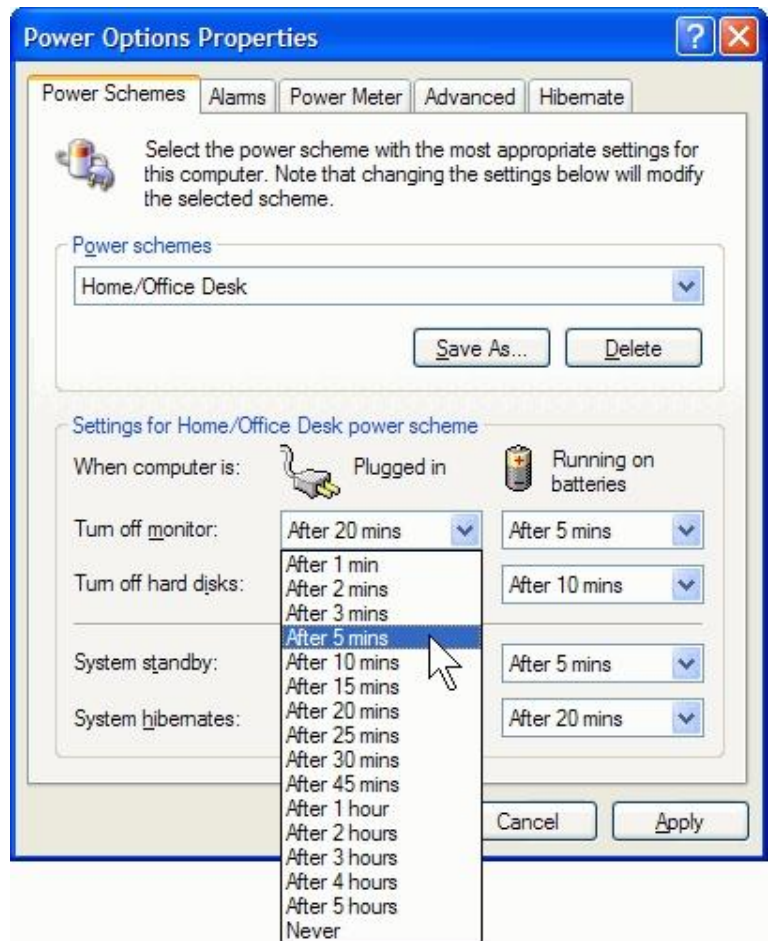 Power Options Properties
Power Schemes Alarms Power Meter Advanced Hibernate
Select the power scheme with the most appropriate settings for
this computer. Note that changing the settings below will modify
the selected scheme.
Power schemes
Home/Office Desk
Save As... Delete
Settings for Home/Office Desk power scheme
When computer is: Plugged in Running on
batteries
Turn off monitor: After 20 mins After 5 mins
After 1 min
Turn off hard disks: After 2 mins After 10 mins
After 3 mins
After 5 mins
System standby: After 10 mins After 5 mins
After 15 mins
System hibernates: After 20 mins After 20 mins
After 25 mins
After 30 mins
After 45 mins
After 1 hour Cancel Apply
After 2 hours
After 3 hours
After 4 hours
After 5 hours
Never